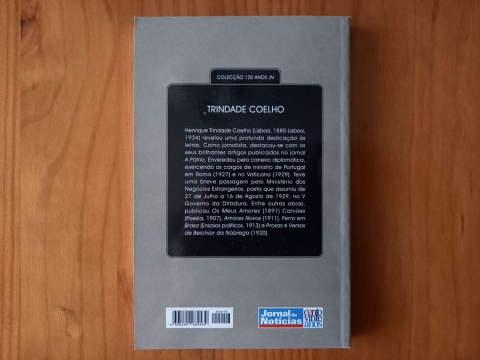 COLECÇÃO 120 ANOS JN
TRINDADE COELHO
Henrique Trindade Coelho (Lisboa, 1885-Lisboa,
1934) revelou uma profunda dedicação às
letras. Como jornalista, destacou-se com os
seus brilhantes artigos publicados no jornal
A Pátria. Enveredou pela carreira diplomática,
exercendo os cargos de ministro de Portugal
em Roma (1927) e no Vaticano (1929). Teve
uma breve passagem pelo Ministério dos
Negócios Estrangeiros, pasta que assumiu de
27 de Julho a 16 de Agosto de 1929, no V
Governo da Ditadura. Entre outras obras,
publicou Os Meus Amores (1891) Carvões
(Poesia, 1907), Amores Novos (1911), Ferro em
Brasa (Ensaios políticos, 1913) e Prosas e Versos
de Belchior da Nóbrega (1920).
Jornal de
Notícias
cento
vinte
anos